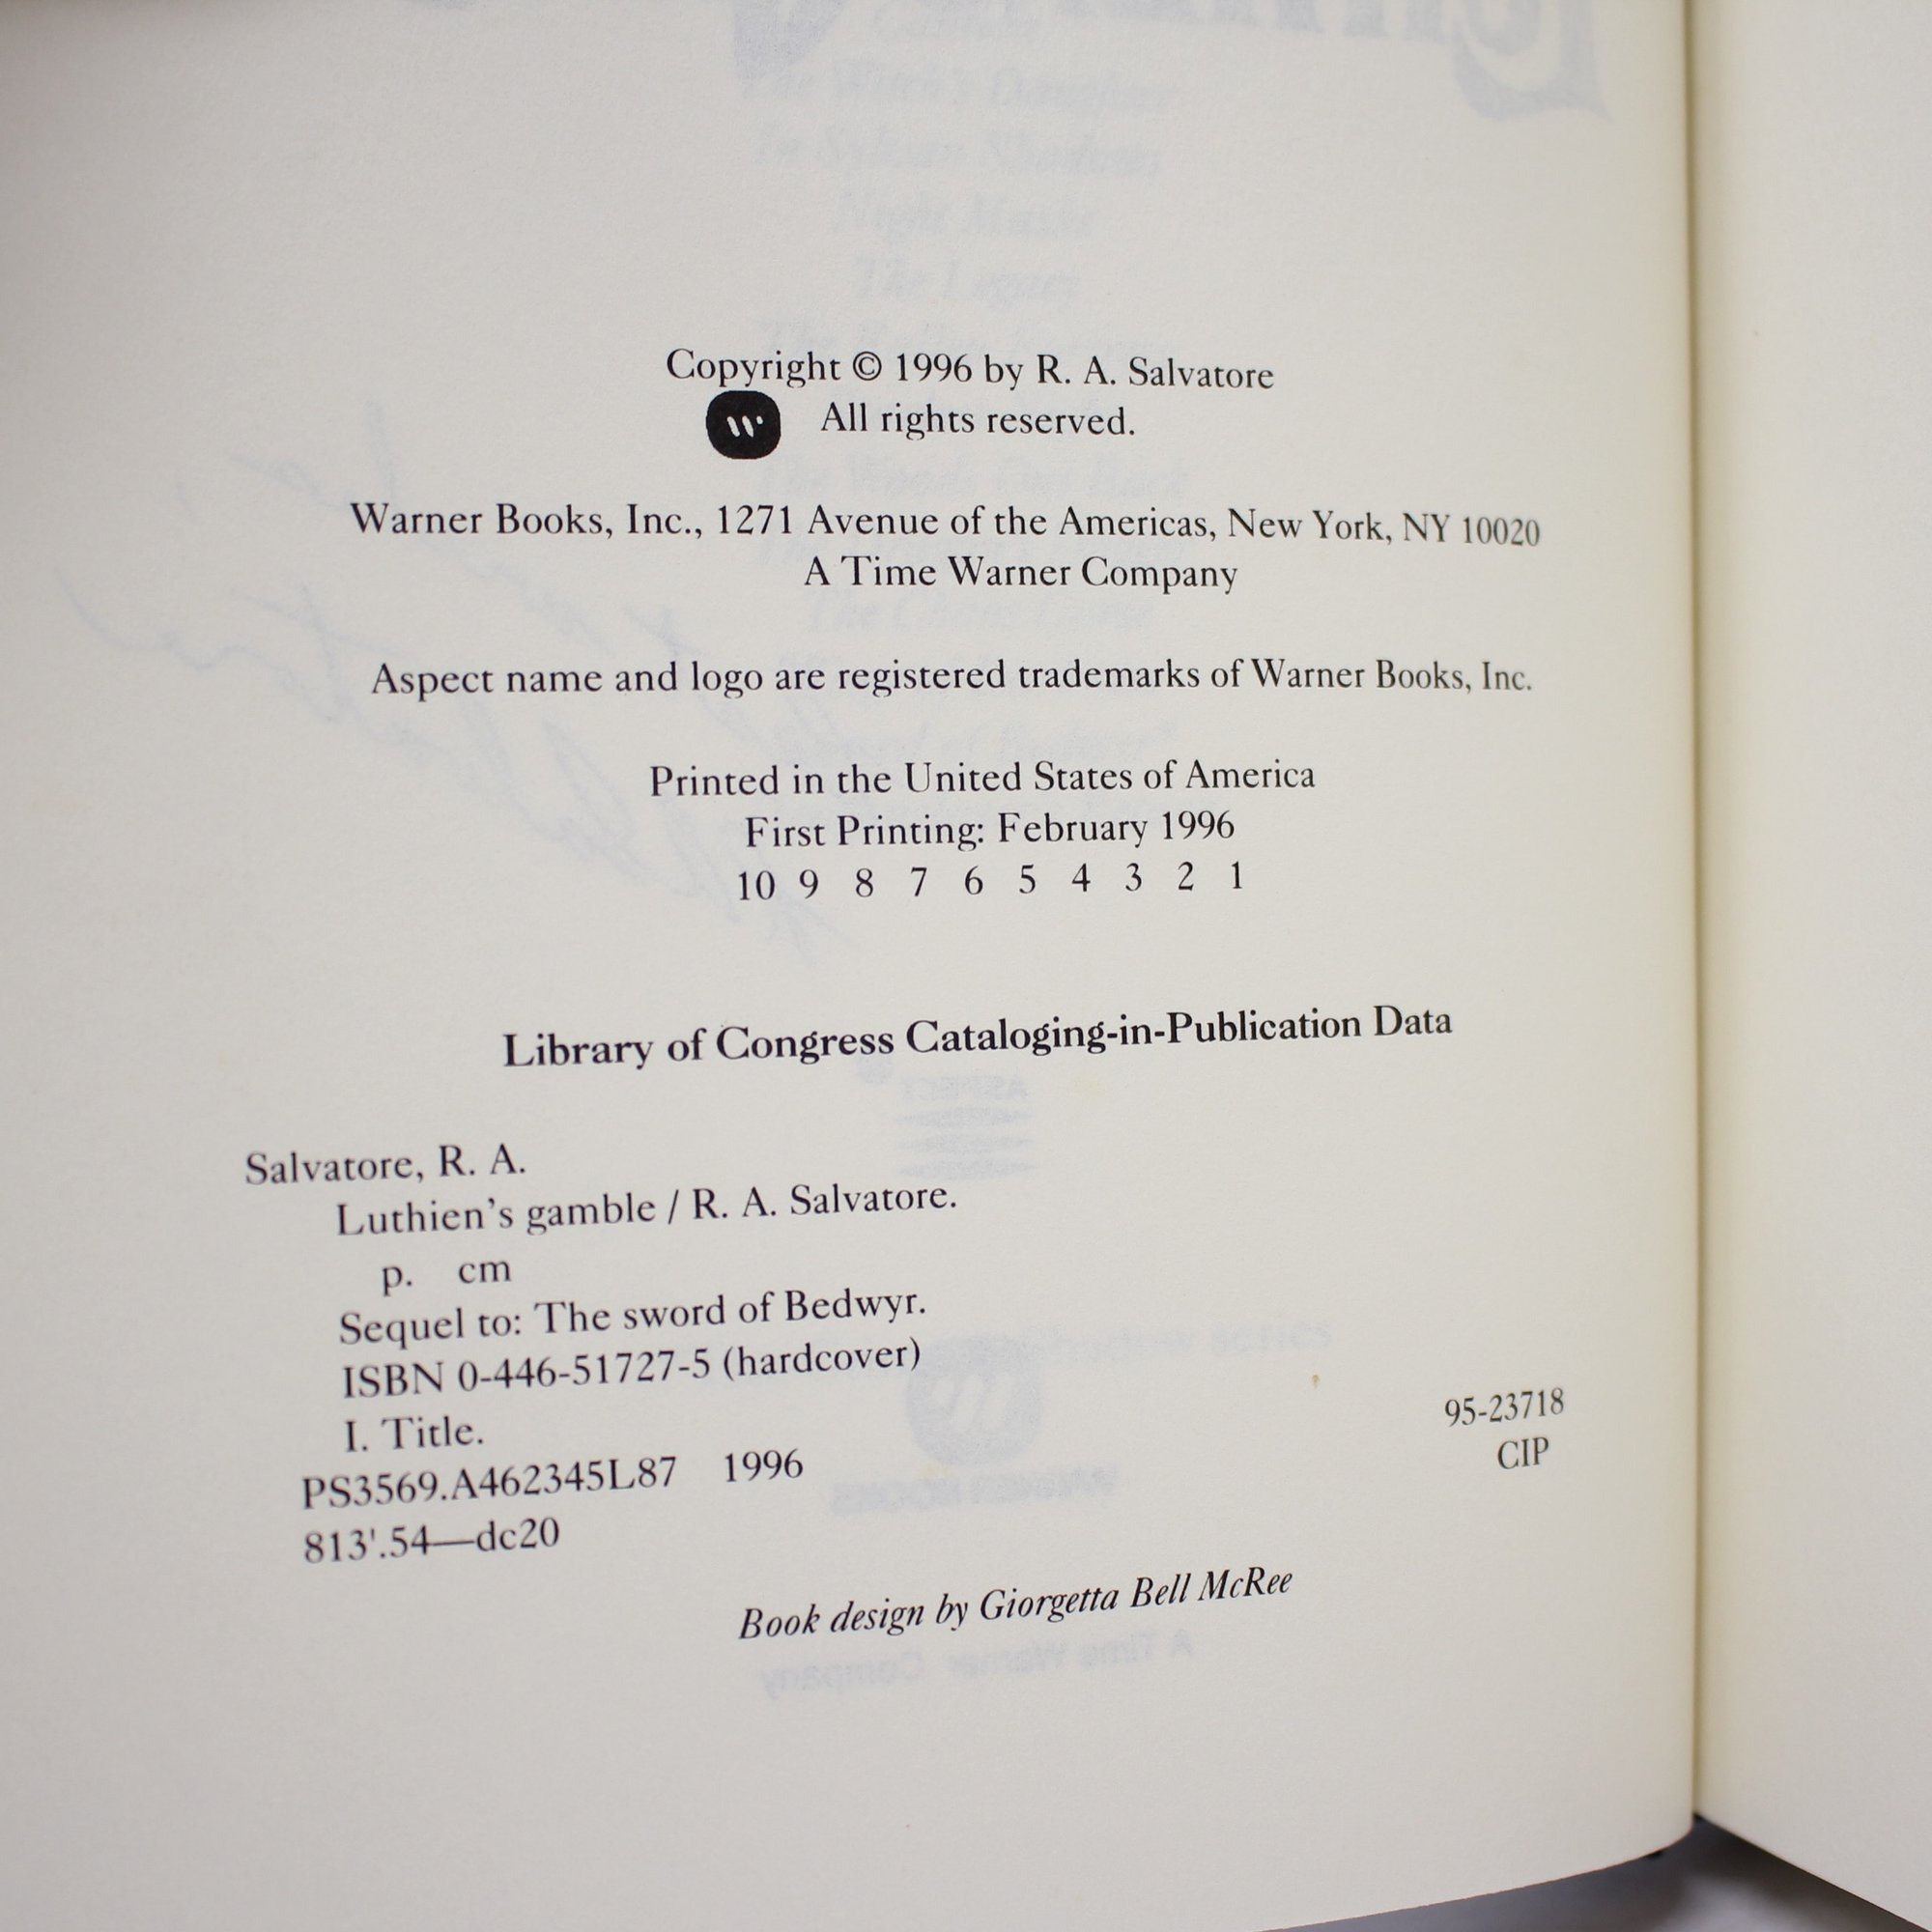 Copyright © 1996 by R. A. Salvatore
All rights reserved.
Warner Books, Inc., 1271 Avenue of the Americas, New York, NY 10020
A Time Warner Company
Aspect name and logo are registered trademarks of Warner Books, Inc.
Printed in the United States of America
First Printing: February 1996
10 9 8 7 6 5 4 3 2 1
Library of Congress Cataloging-in-Publication Data
Salvatore, R. A.
Luthien's gamble / R. A. Salvatore.
p. cm
Sequel to: The sword of Bedwyr.
ISBN 0-446-51727-5 (hardcover)
I. Title.
PS3569.A462345L87 1996
813'.54—dc20
95-23718
CIP
Book design by Giorgetta Bell McRee